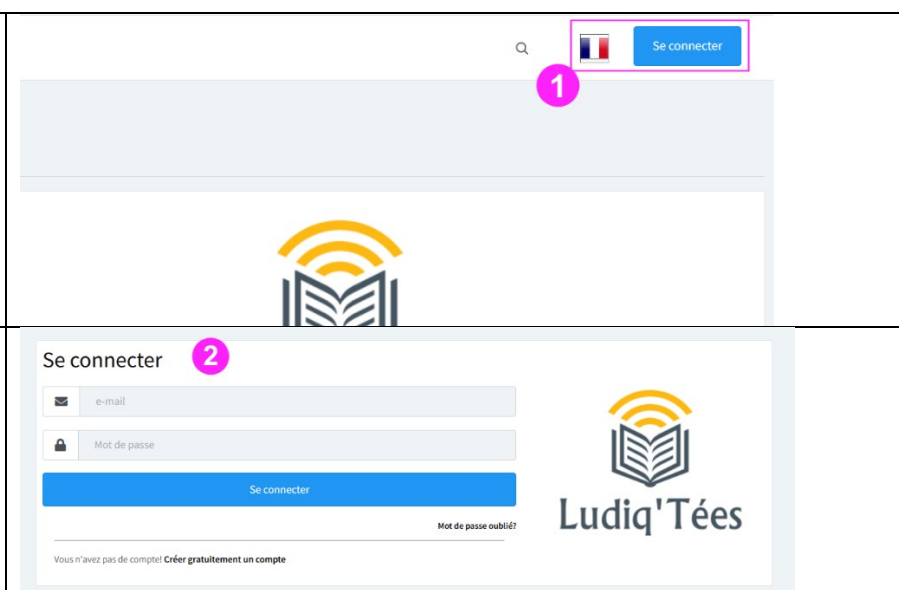 Se connecter
1
Se connecter
2
e-mail
Mot de passe
Se connecter
Mot de passe oublié?
Vous n'avez pas de compte! Créer gratuitement un compte
Ludiq'Tées